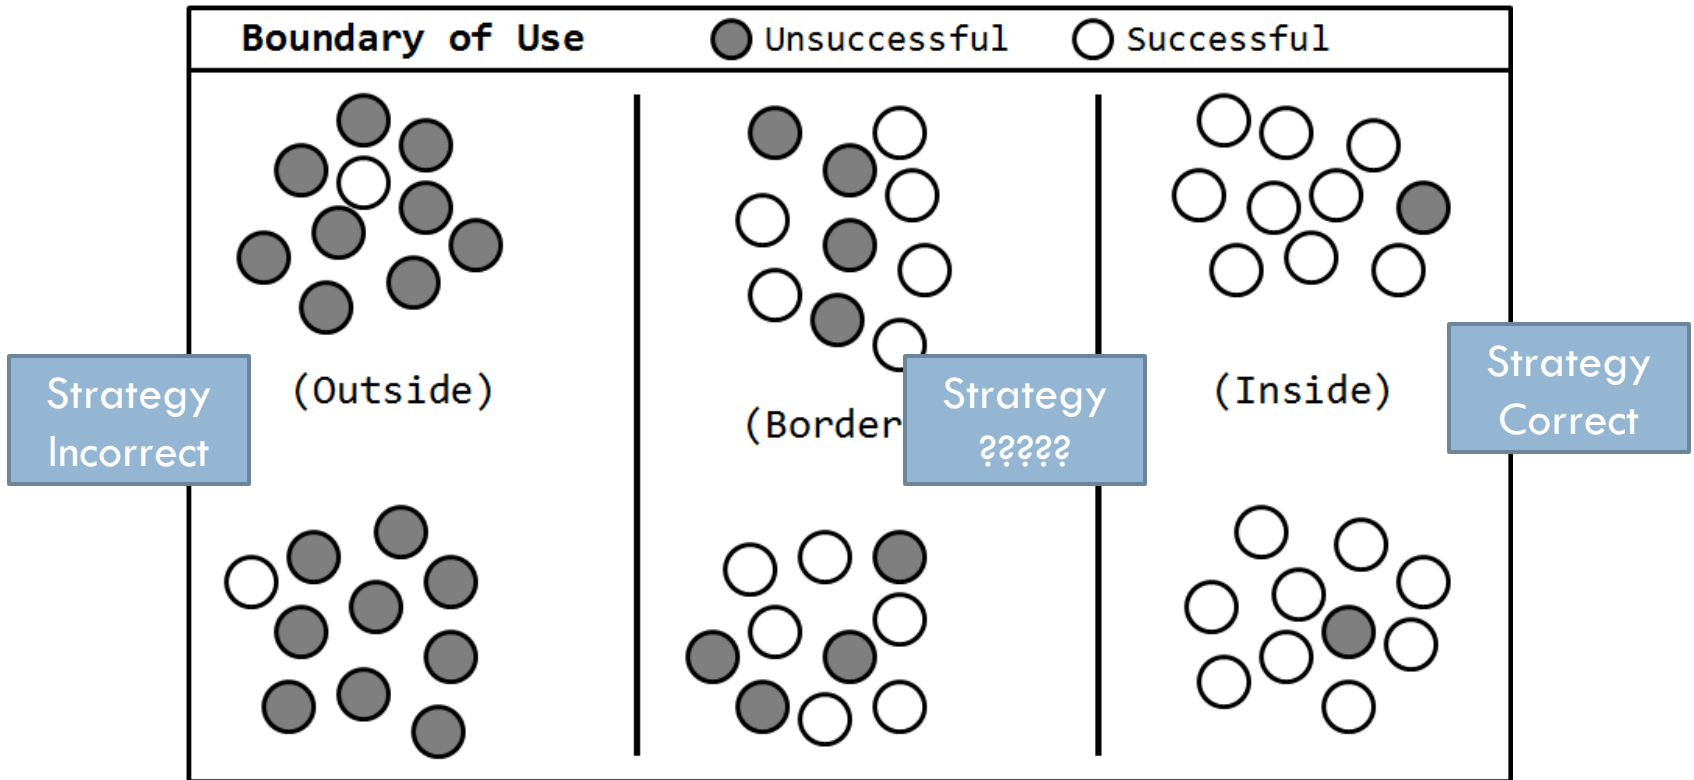 Boundary of Use
Unsuccessful
Successful
Strategy
Incorrect
(Outside)
(Border
Strategy
?????
(Inside)
Strategy
Correct